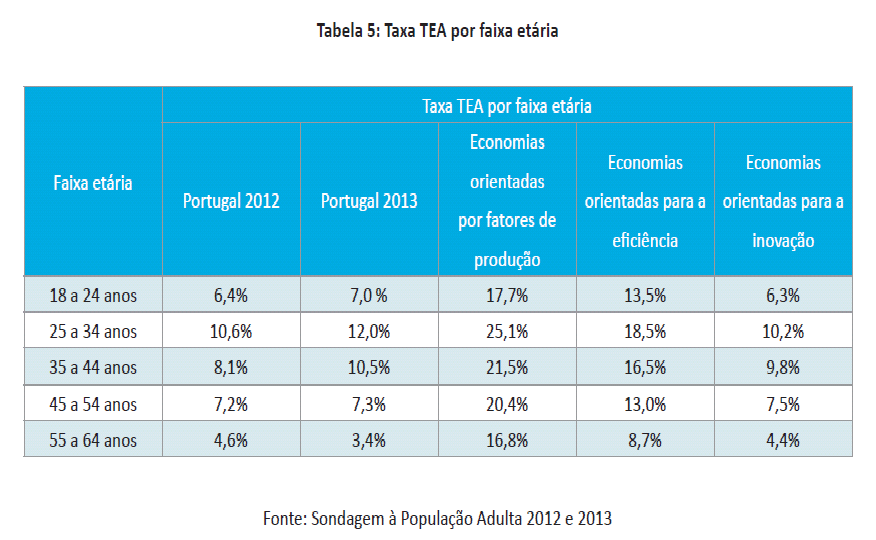 Tabela 5: Taxa TEA por faixa etária
Faixa etária
Taxa TEA por faixa etária
Portugal 2012
Portugal 2013
Economias
orientadas
por fatores de
produção
Economias
orientadas para a
eficiência
Economias
orientadas para a
inovação
18 a 24 anos 6,4% 7,0 % 17,7% 13,5% 6,3%
25 a 34 anos 10,6% 12,0% 25,1% 18,5% 10,2%
35 a 44 anos 8,1% 10,5% 21,5% 16,5% 9,8%
45 a 54 anos 7,2% 7,3% 20,4% 13,0% 7,5%
55 a 64 anos 4,6% 3,4% 16,8% 8,7% 4,4%
Fonte: Sondagem à População Adulta 2012 e 2013